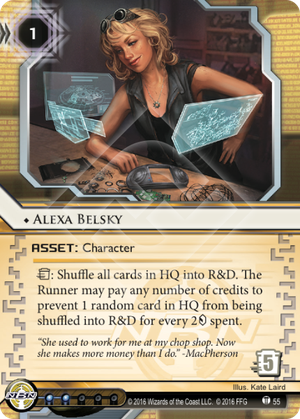 1
ALEXA BELSKY
ASSET: Character
: Shuffle all cards in HQ into R&D. The
Runner may pay any number of credits to
prevent 1 random card in HQ from being
shuffled into R&D for every 2 spent.
"She used to work for me at my chop shop. Now
she makes more money than I do." -MacPherson
5
Illus. Kate Laird
NBN
© 2016 Wizards of the Coast LLC. © 2016 FFG
55